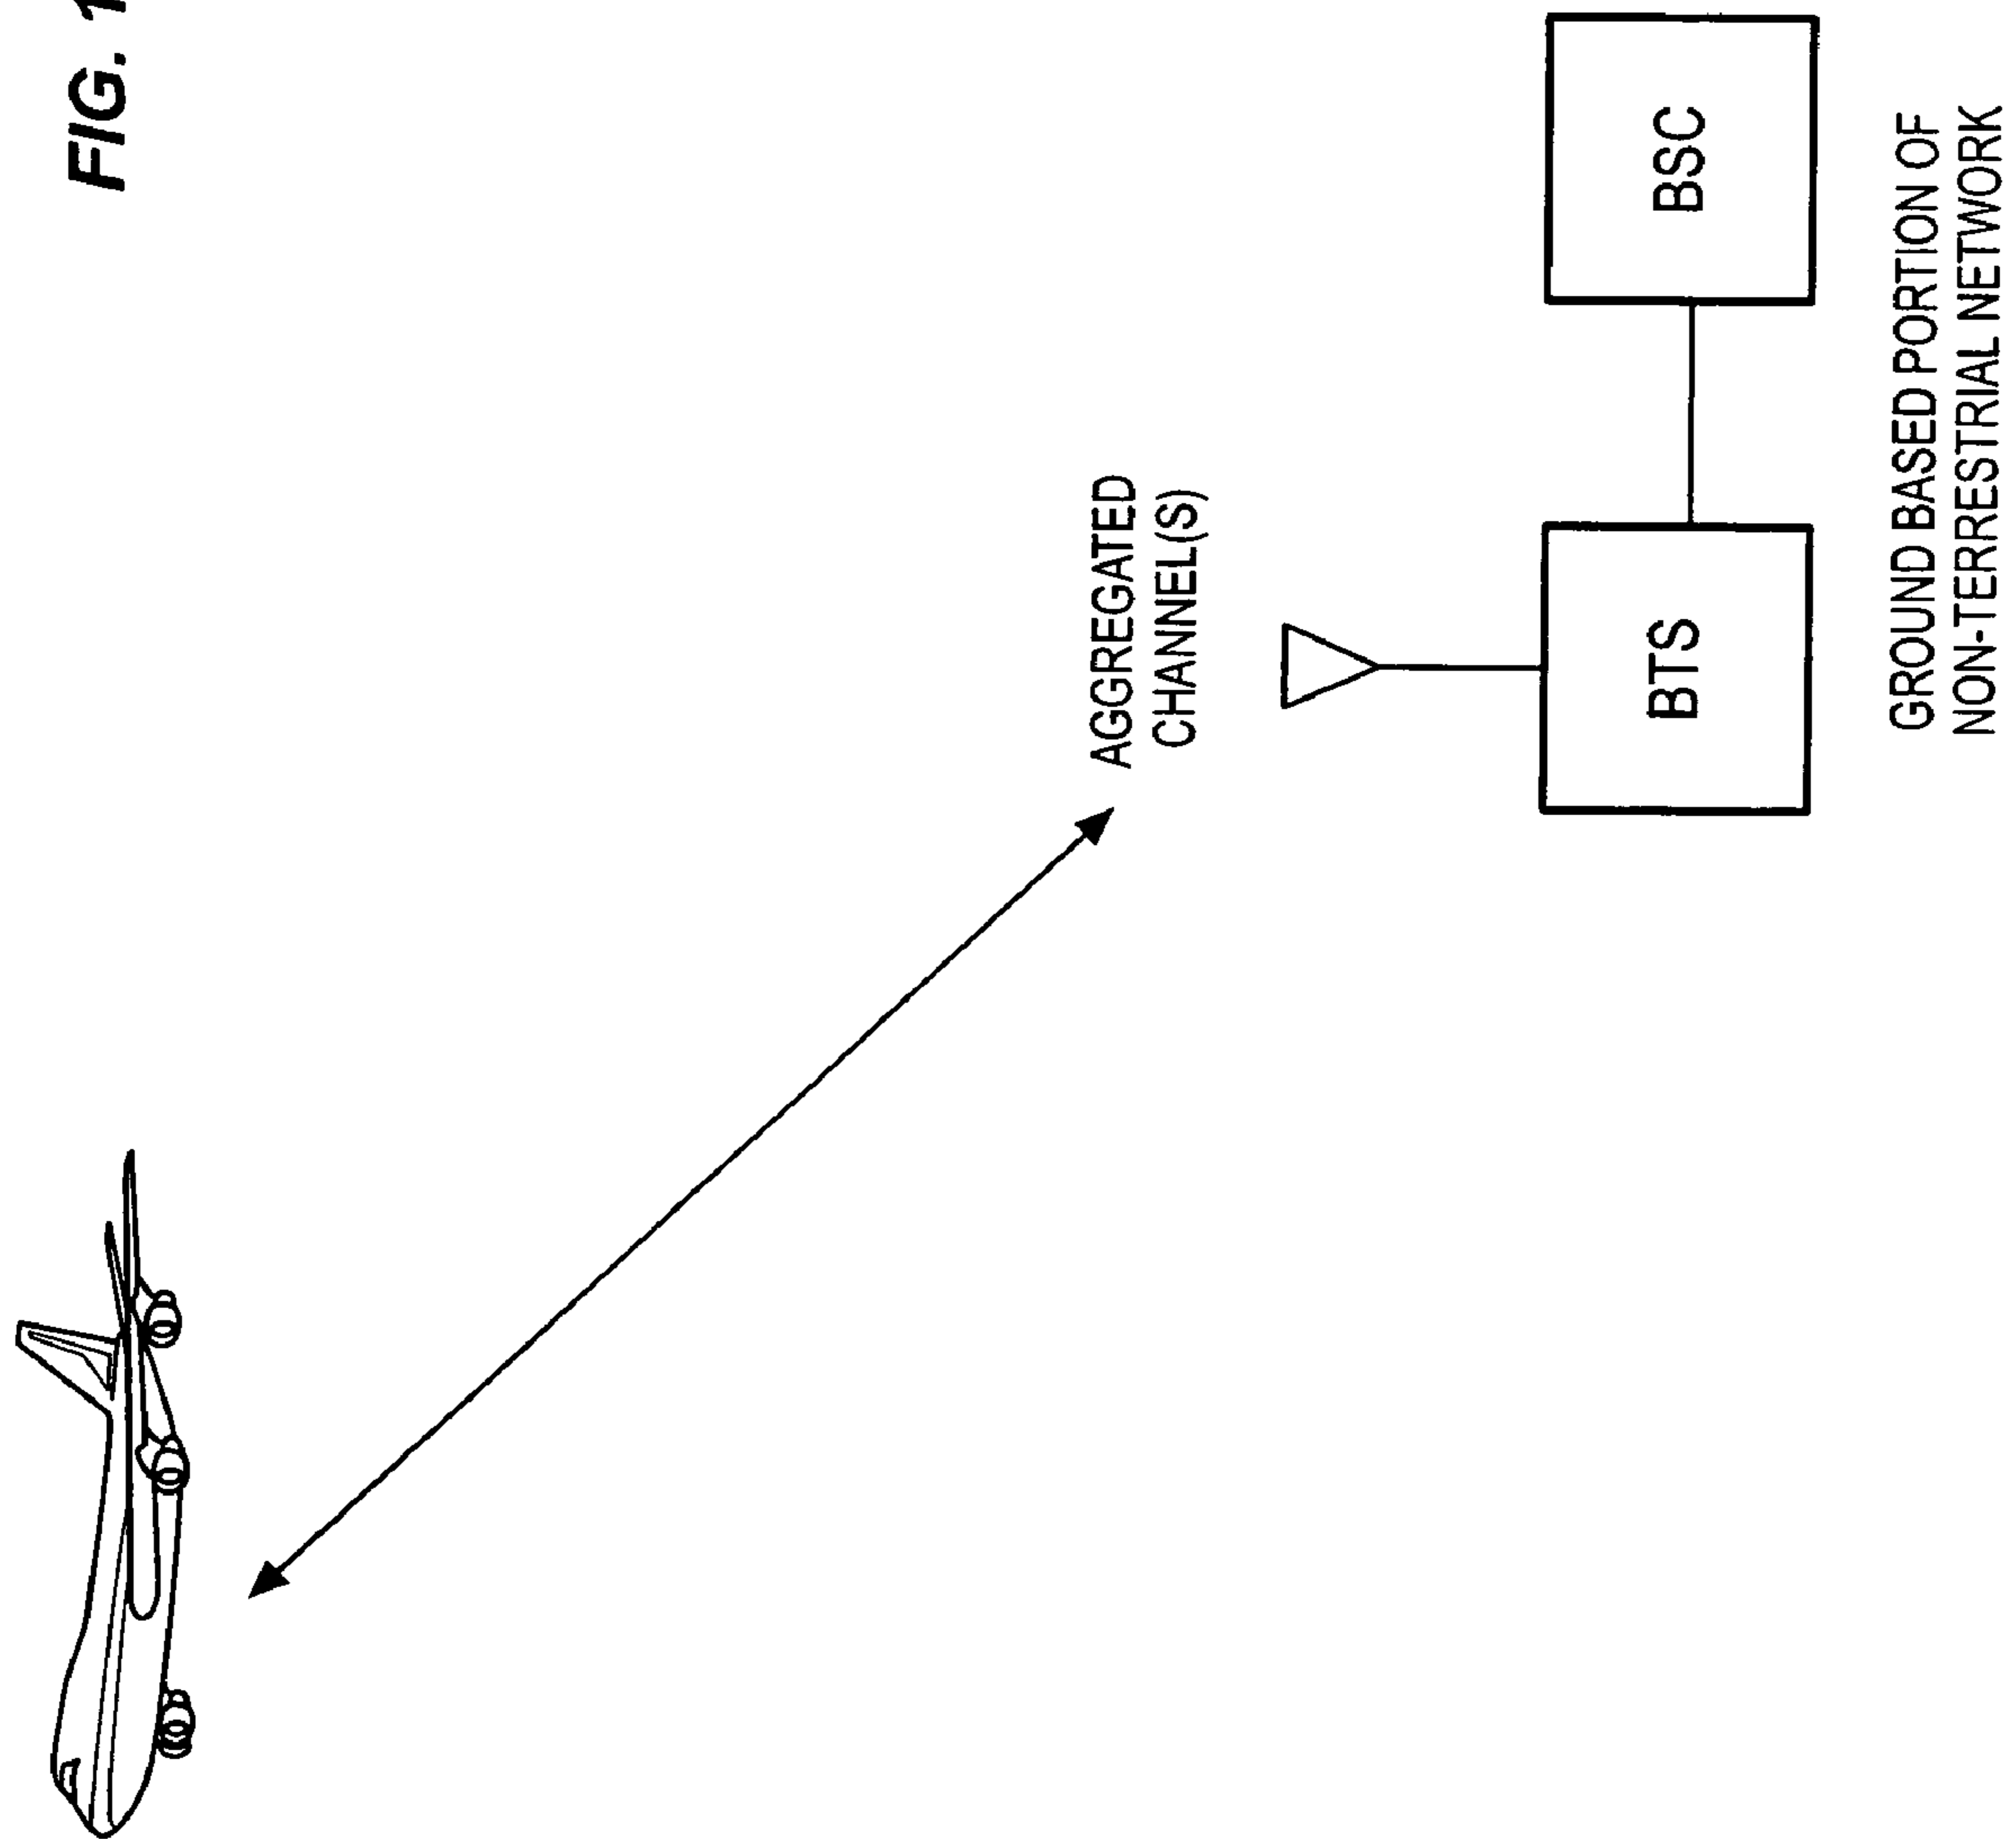 FIG. 1
AGGREGATED
CHANNEL(S)
BTS
BSC
GROUND BASED PORTION OF
NON-TERRESTRIAL NETWORK